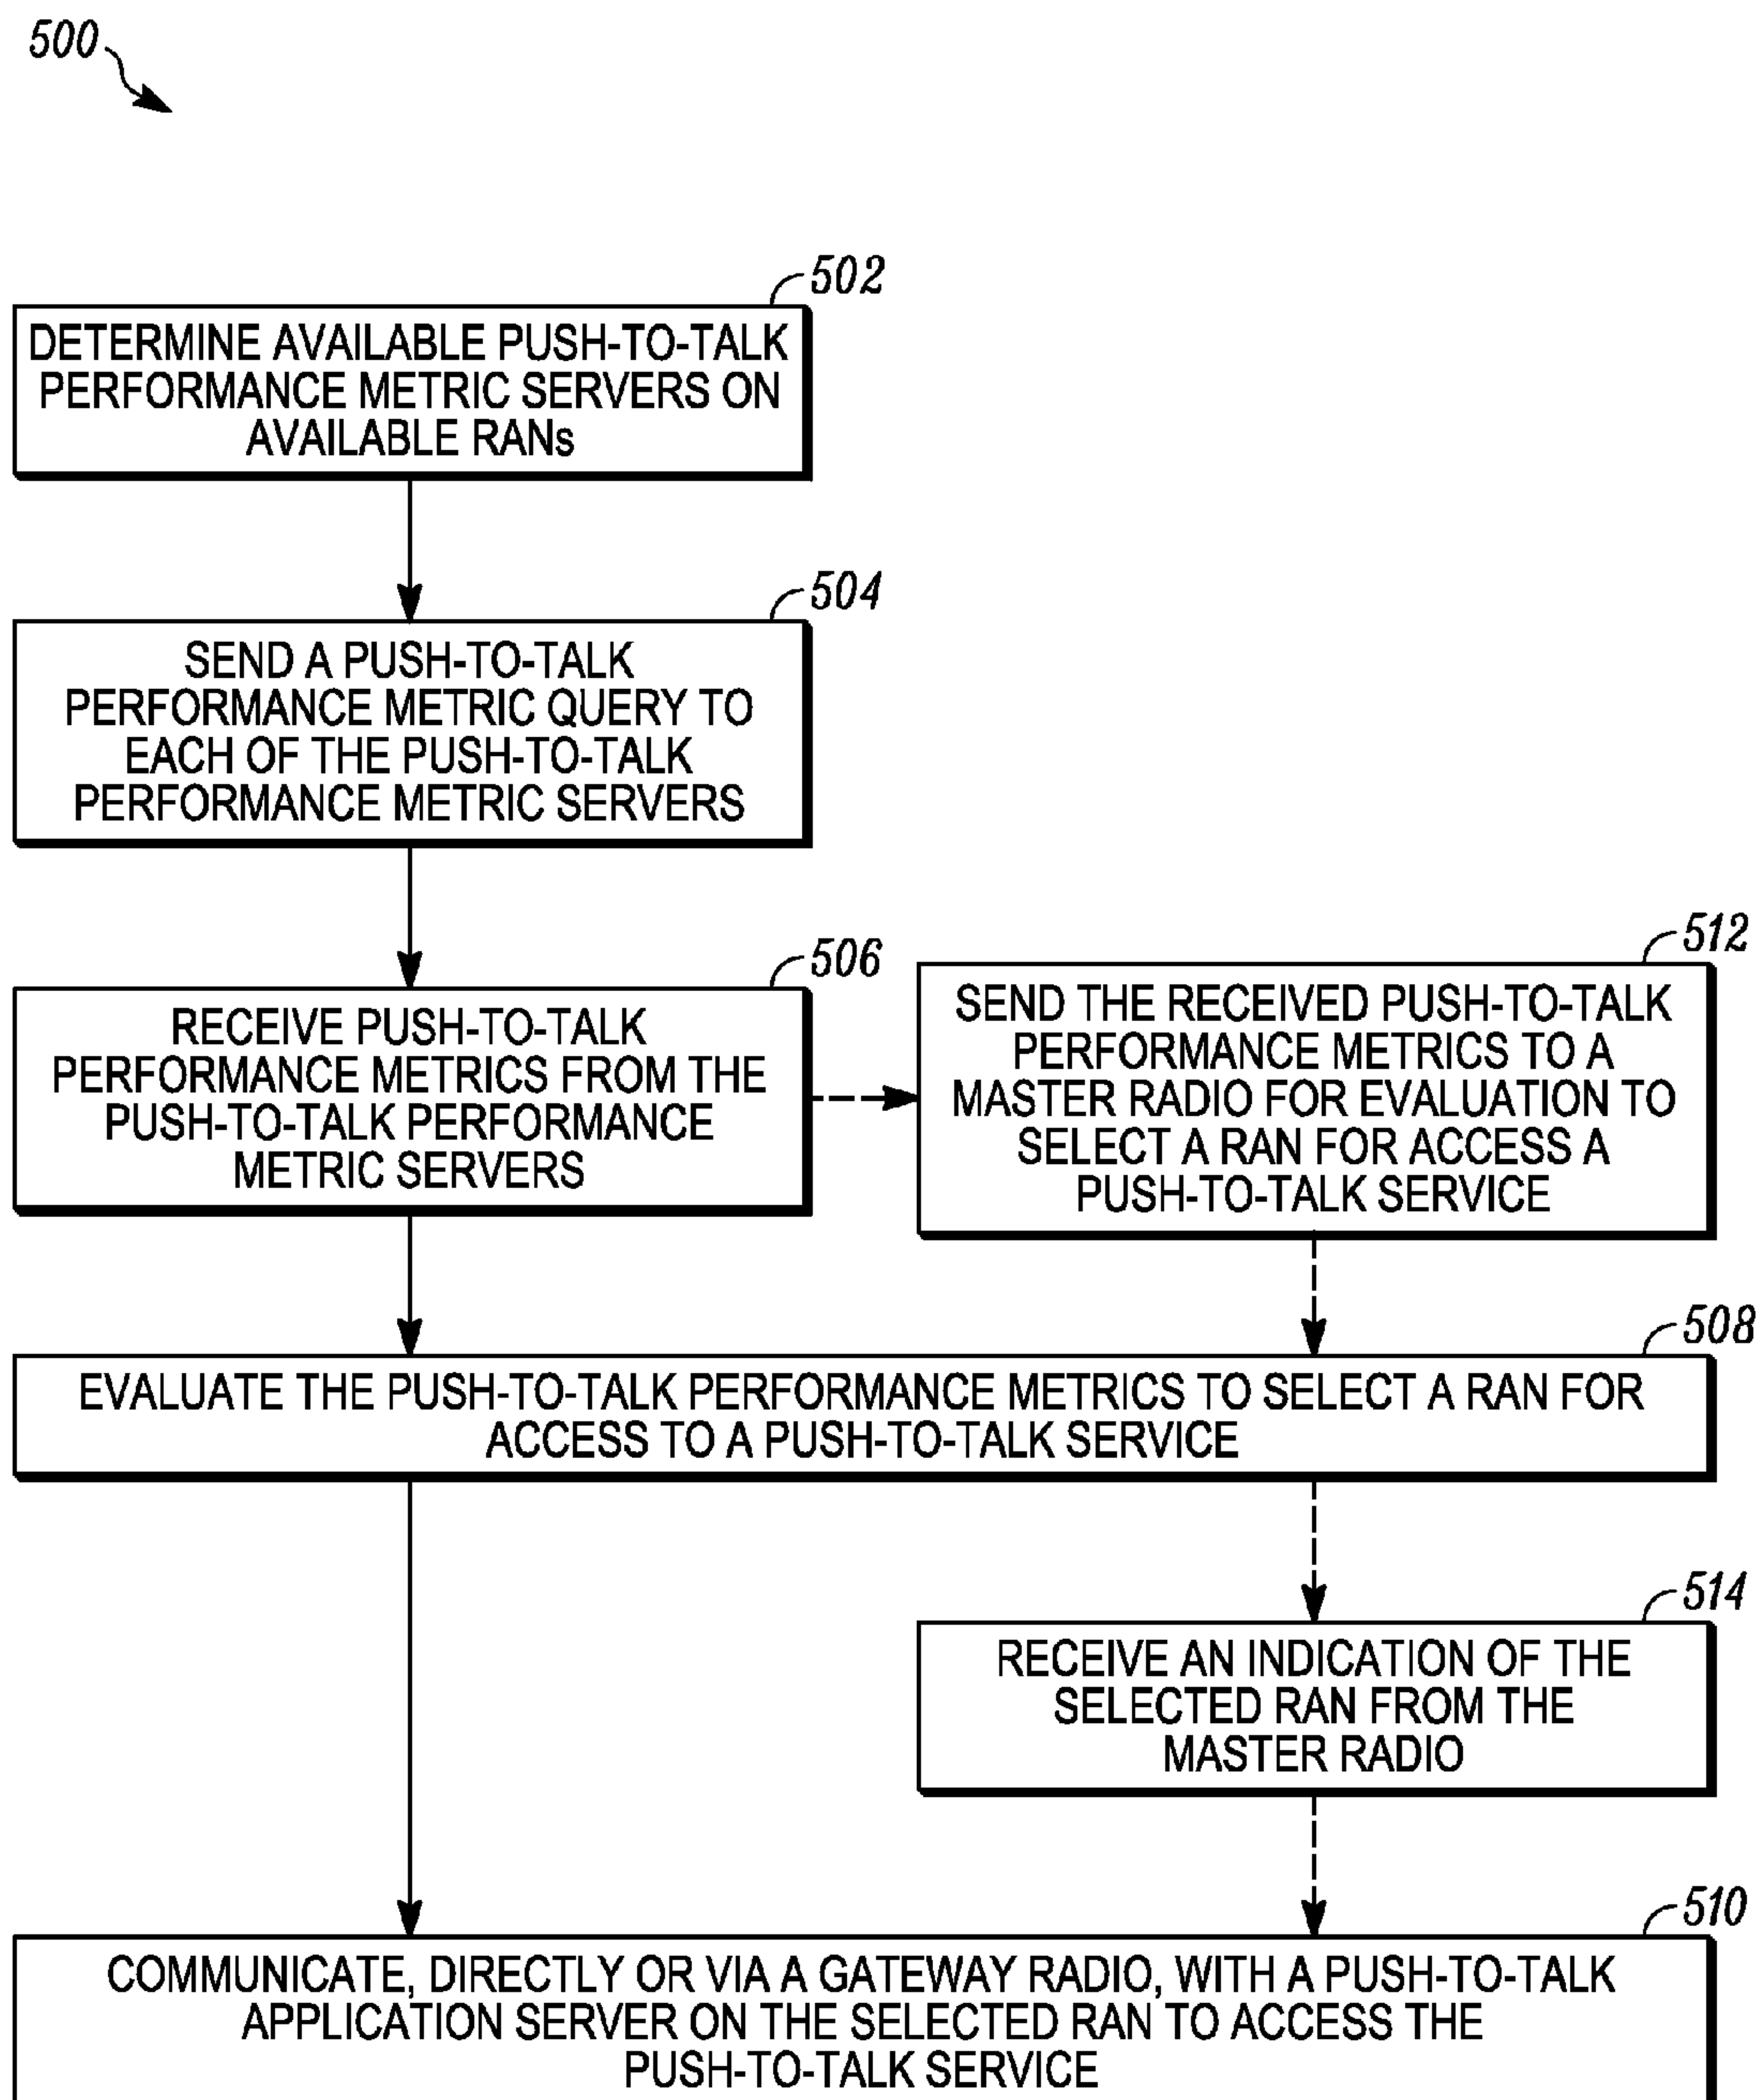 500
502
DETERMINE AVAILABLE PUSH-TO-TALK
PERFORMANCE METRIC SERVERS ON
AVAILABLE RANs
504
SEND A PUSH-TO-TALK
PERFORMANCE METRIC QUERY TO
EACH OF THE PUSH-TO-TALK
PERFORMANCE METRIC SERVERS
506
RECEIVE PUSH-TO-TALK
PERFORMANCE METRICS FROM THE
PUSH-TO-TALK PERFORMANCE
METRIC SERVERS
512
SEND THE RECEIVED PUSH-TO-TALK
PERFORMANCE METRICS TO A
MASTER RADIO FOR EVALUATION TO
SELECT A RAN FOR ACCESS A
PUSH-TO-TALK SERVICE
508
EVALUATE THE PUSH-TO-TALK PERFORMANCE METRICS TO SELECT A RAN FOR
ACCESS TO A PUSH-TO-TALK SERVICE
514
RECEIVE AN INDICATION OF THE
SELECTED RAN FROM THE
MASTER RADIO
510
COMMUNICATE, DIRECTLY OR VIA A GATEWAY RADIO, WITH A PUSH-TO-TALK
APPLICATION SERVER ON THE SELECTED RAN TO ACCESS THE
PUSH-TO-TALK SERVICE